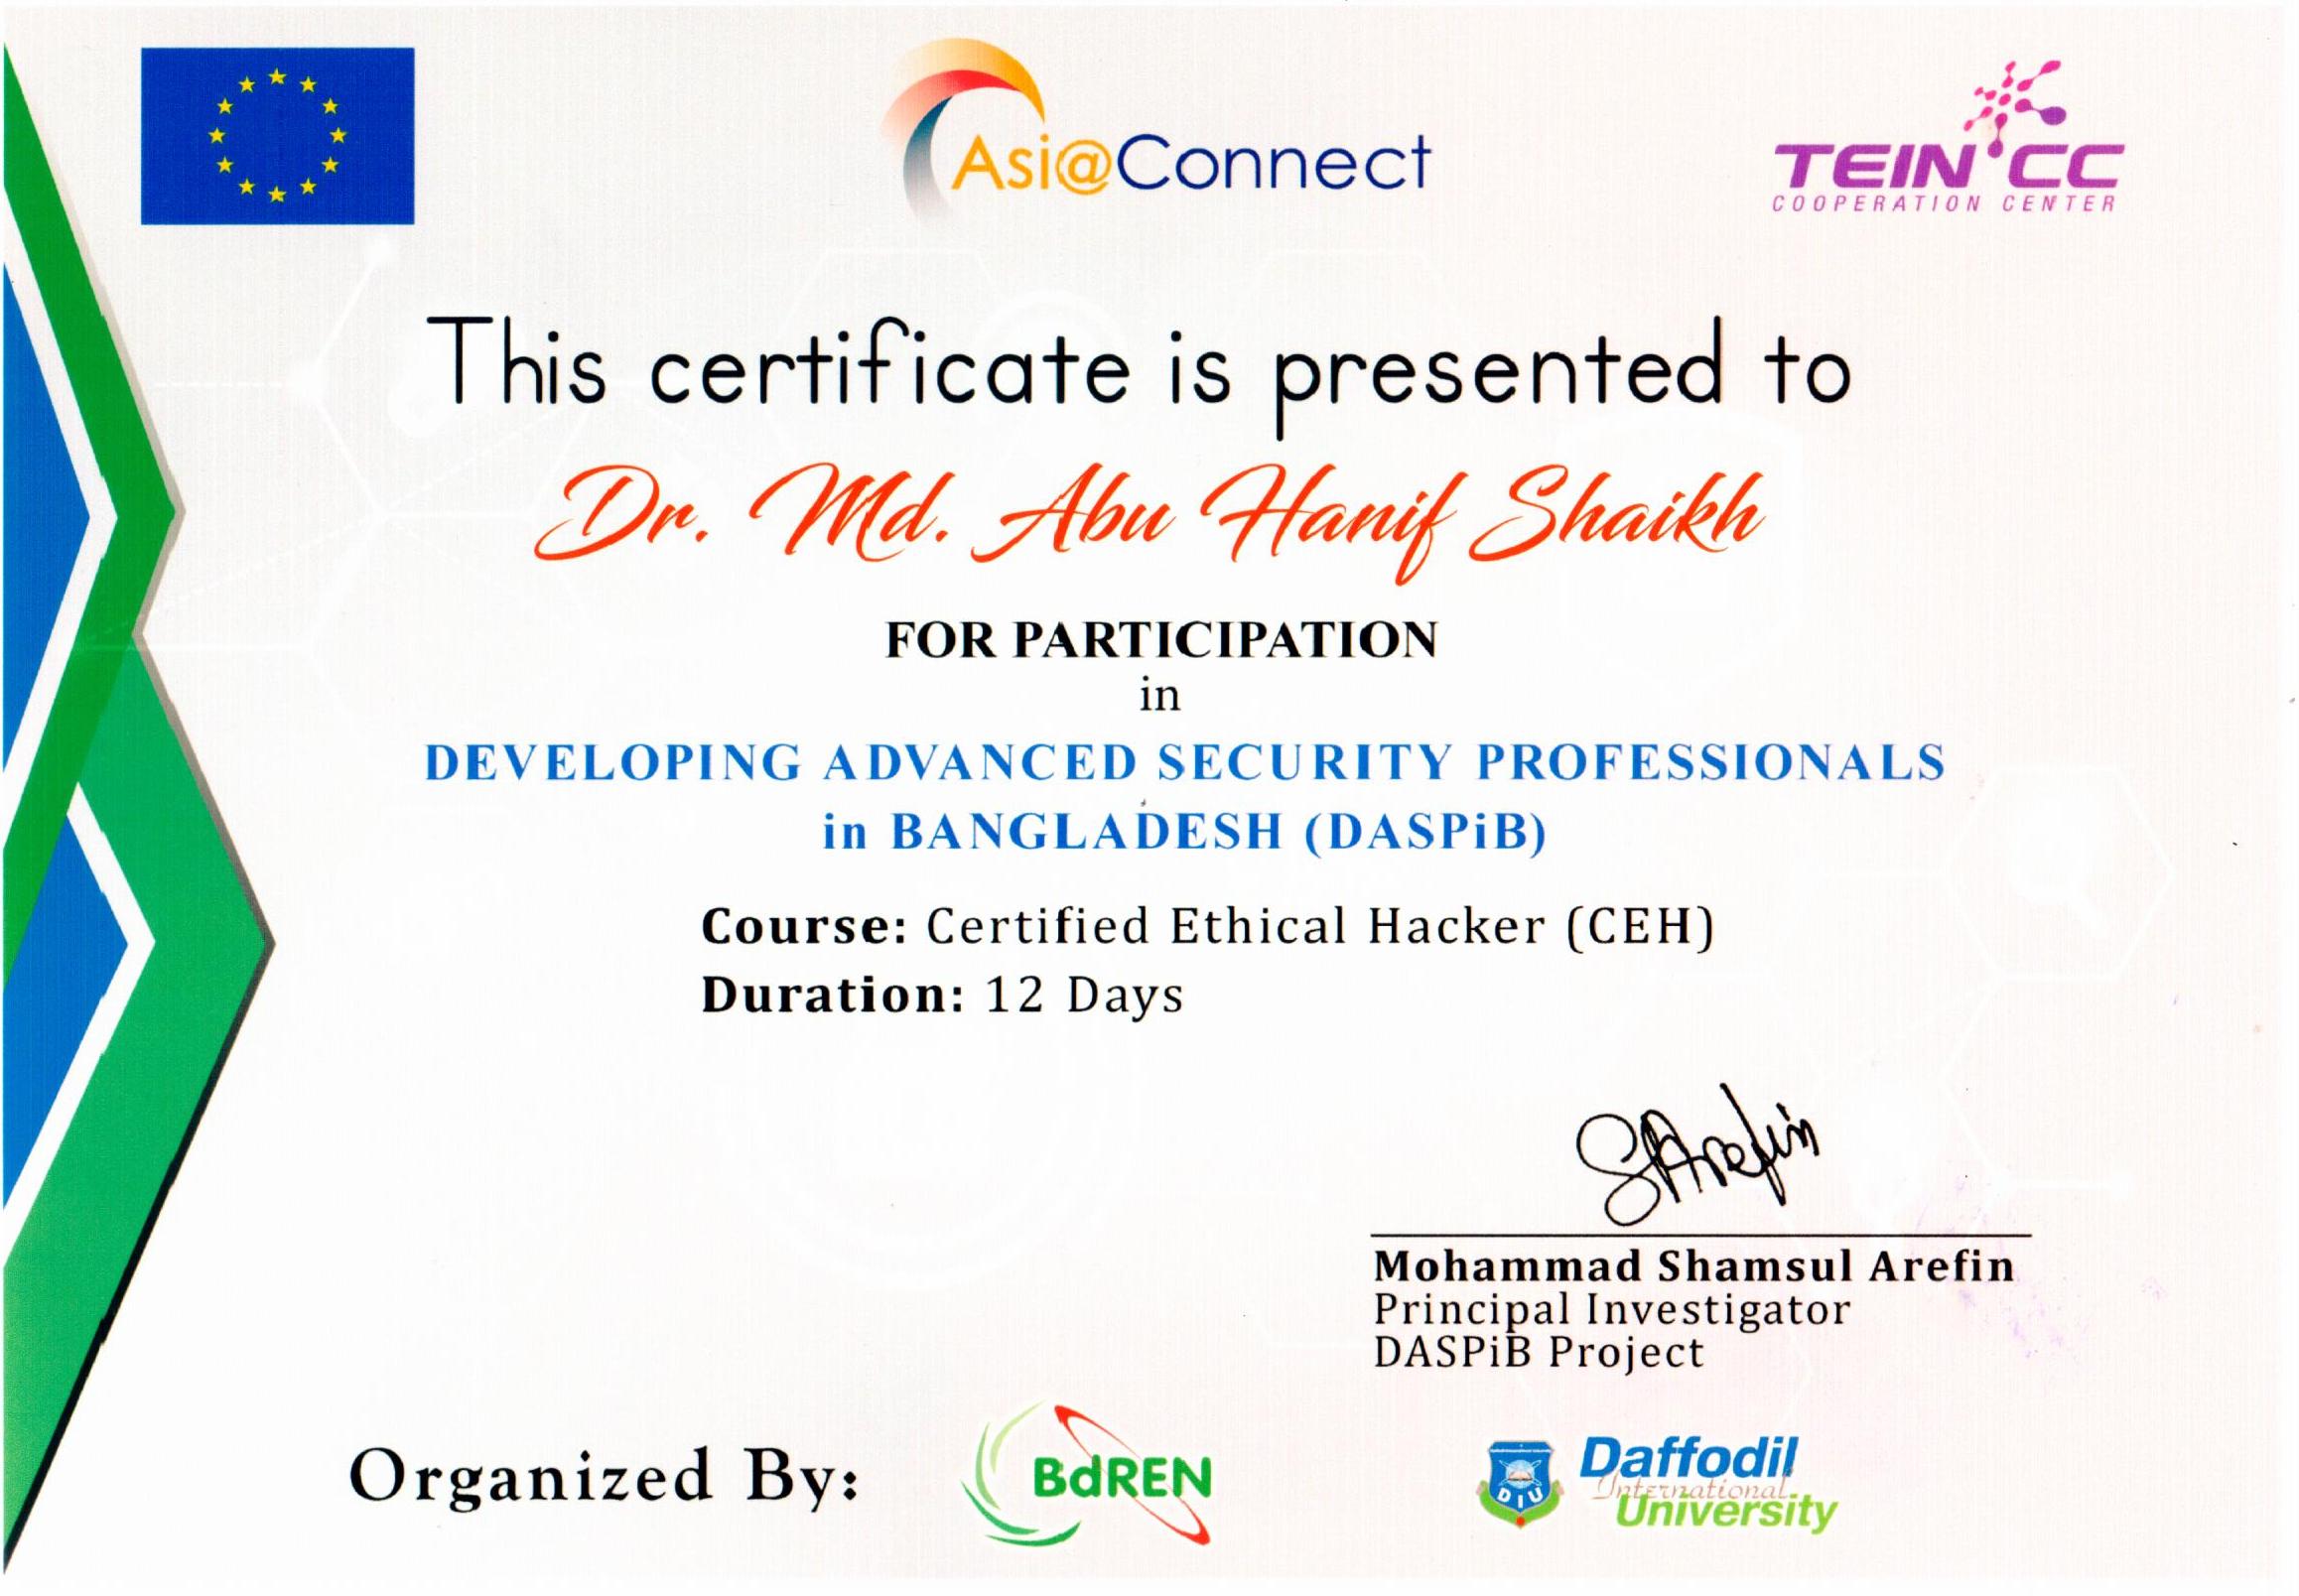 Asi@Connect
TEIN*CC
COOPERATION CENTER
This certificate is presented to
Dr. Md. Abu Hanif Shaikh
FOR PARTICIPATION
in
DEVELOPING ADVANCED SECURITY PROFESSIONALS
in BANGLADESH (DASPiB)
Course: Certified Ethical Hacker (CEH)
Duration: 12 Days
SArefin
Mohammad Shamsul Arefin
Principal Investigator
DASPiB Project
Organized By:
BdREN
DIU
Daffodil
International
University